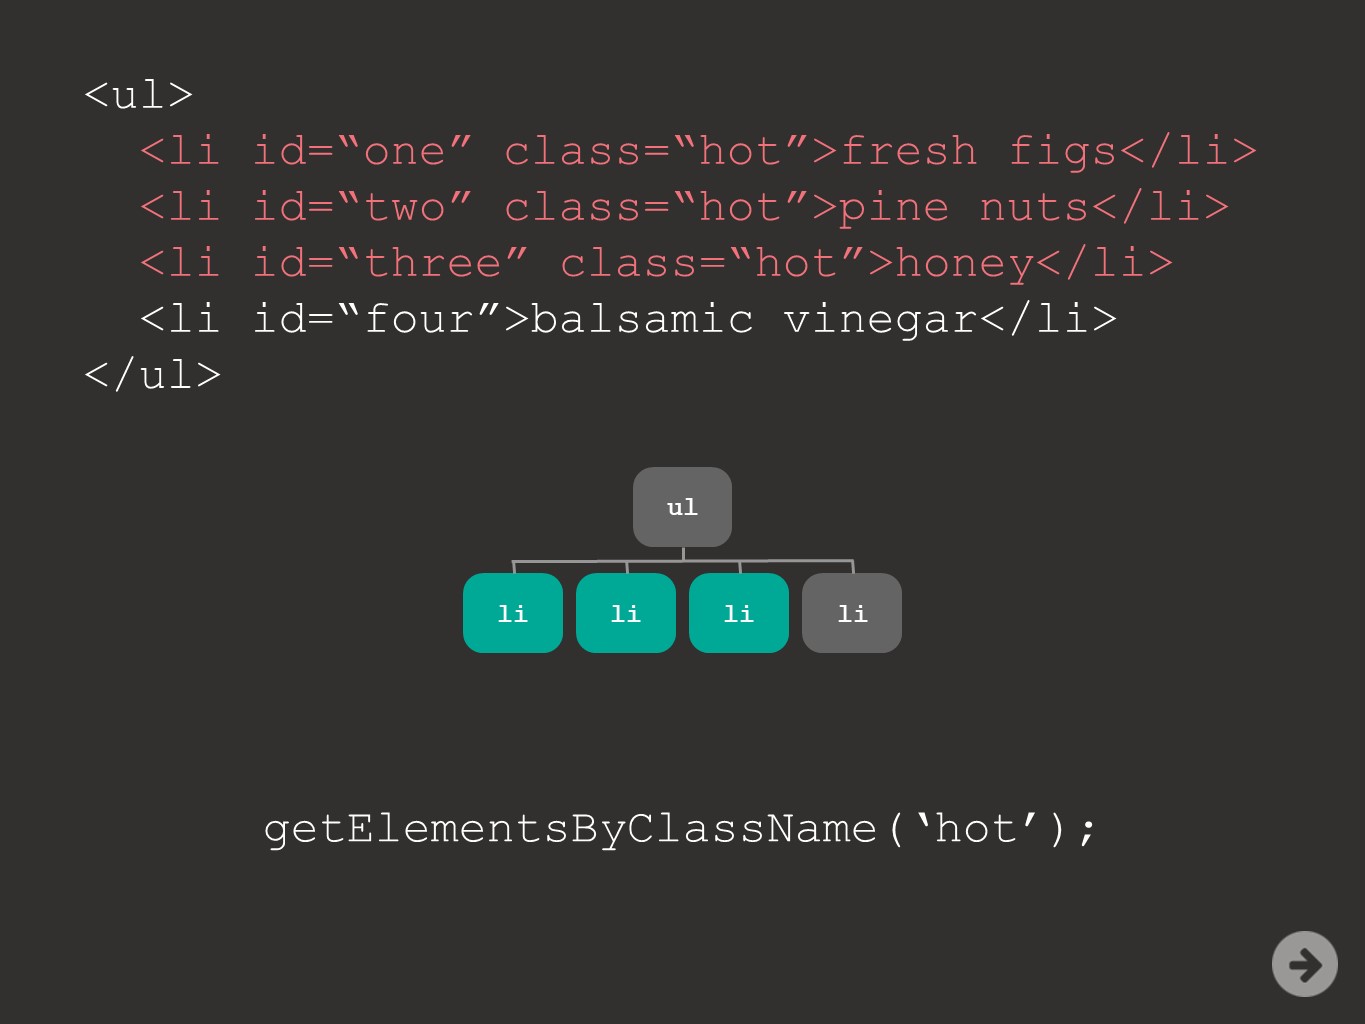 <ul>
<li id=“one” class=“hot”>fresh figs</li>
<li id=“two” class=“hot”>pine nuts</li>
<li id=“three” class=“hot”>honey</li>
<li id=“four”>balsamic vinegar</li>
</ul>
ul
li li li li
getElementsByClassName(‘hot’);